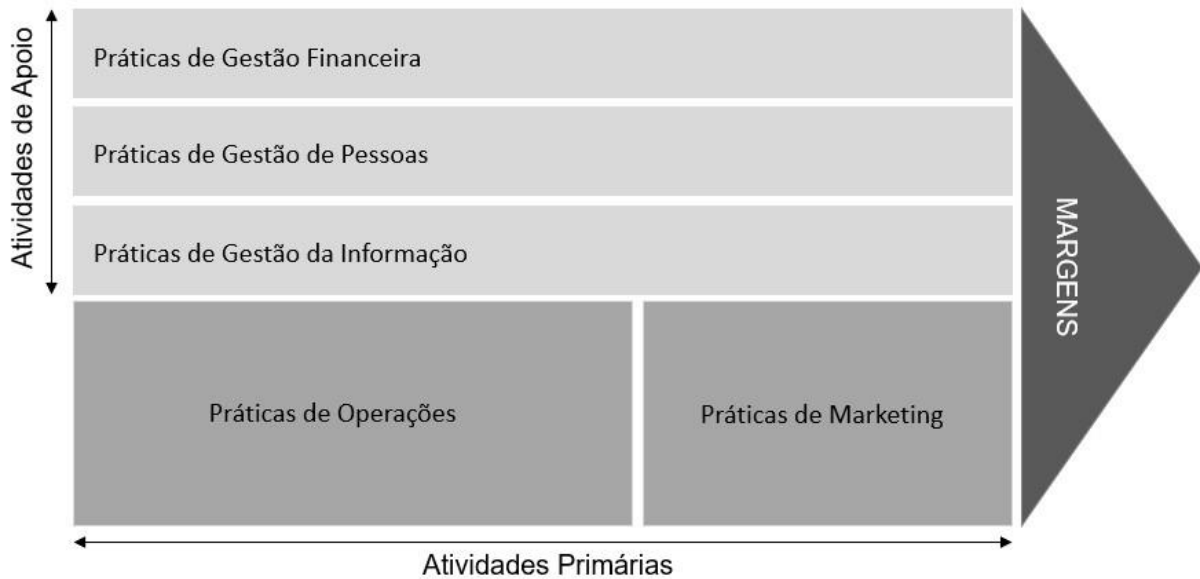 Atividades de Apoio
Práticas de Gestão Financeira
Práticas de Gestão de Pessoas
Práticas de Gestão da Informação
Práticas de Operações
Práticas de Marketing
MARGENS
Atividades Primárias